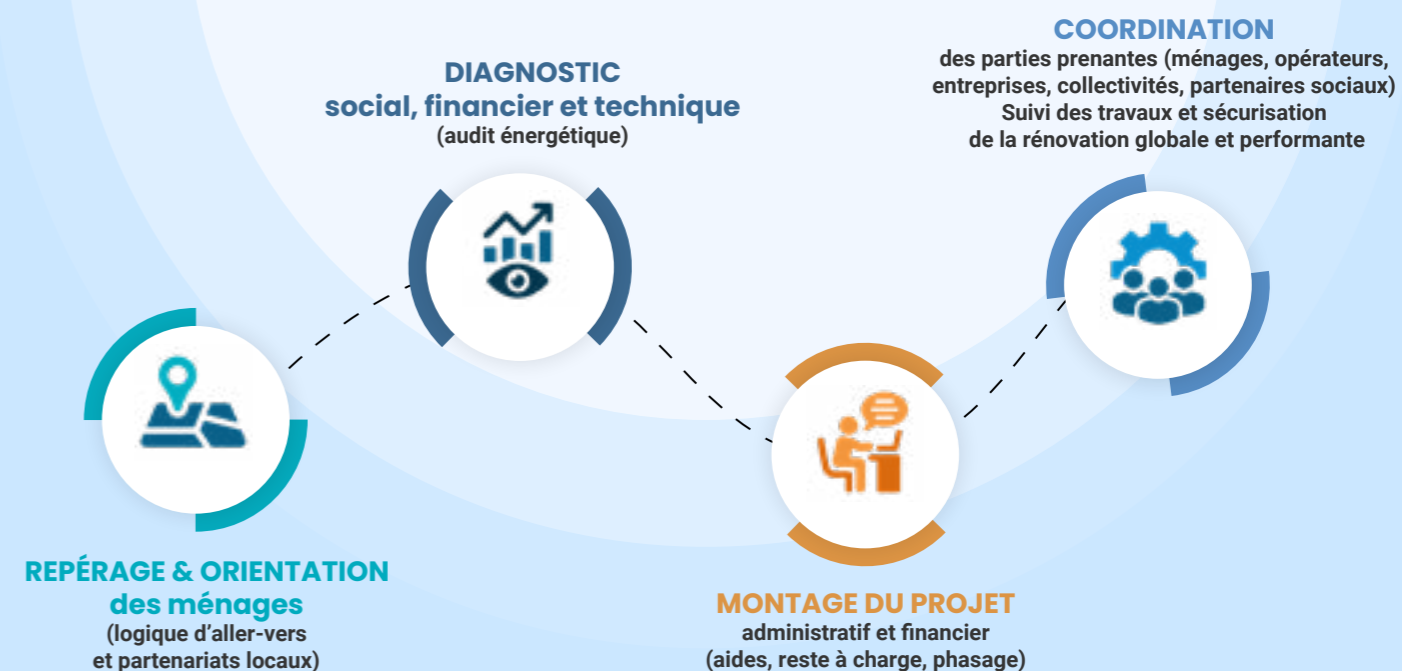 REPÉRAGE & ORIENTATION
des ménages
(logique d’aller-vers
et partenariats locaux)
DIAGNOSTIC
social, financier et technique
(audit énergétique)
MONTAGE DU PROJET
administratif et financier
(aides, reste à charge, phasage)
COORDINATION
des parties prenantes (ménages, opérateurs,
entreprises, collectivités, partenaires sociaux)
Suivi des travaux et sécurisation
de la rénovation globale et performante